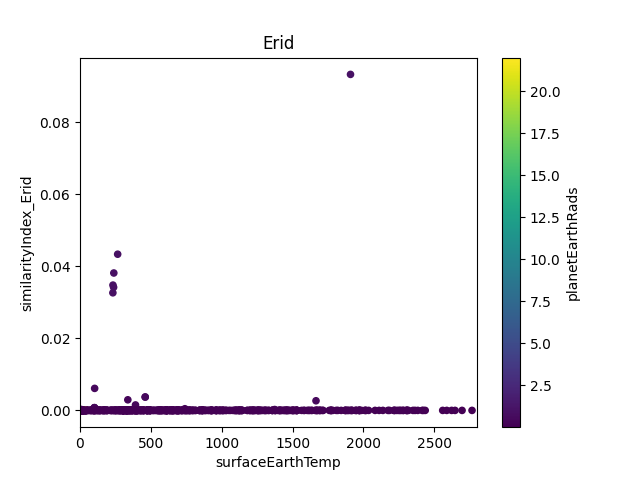 Erid
similarityIndex_Erid
0.08
0.06
0.04
0.02
0.00
0 500 1000 1500 2000 2500
surfaceEarthTemp
20.0
17.5
15.0
12.5
10.0
7.5
5.0
2.5
planetEarthRads